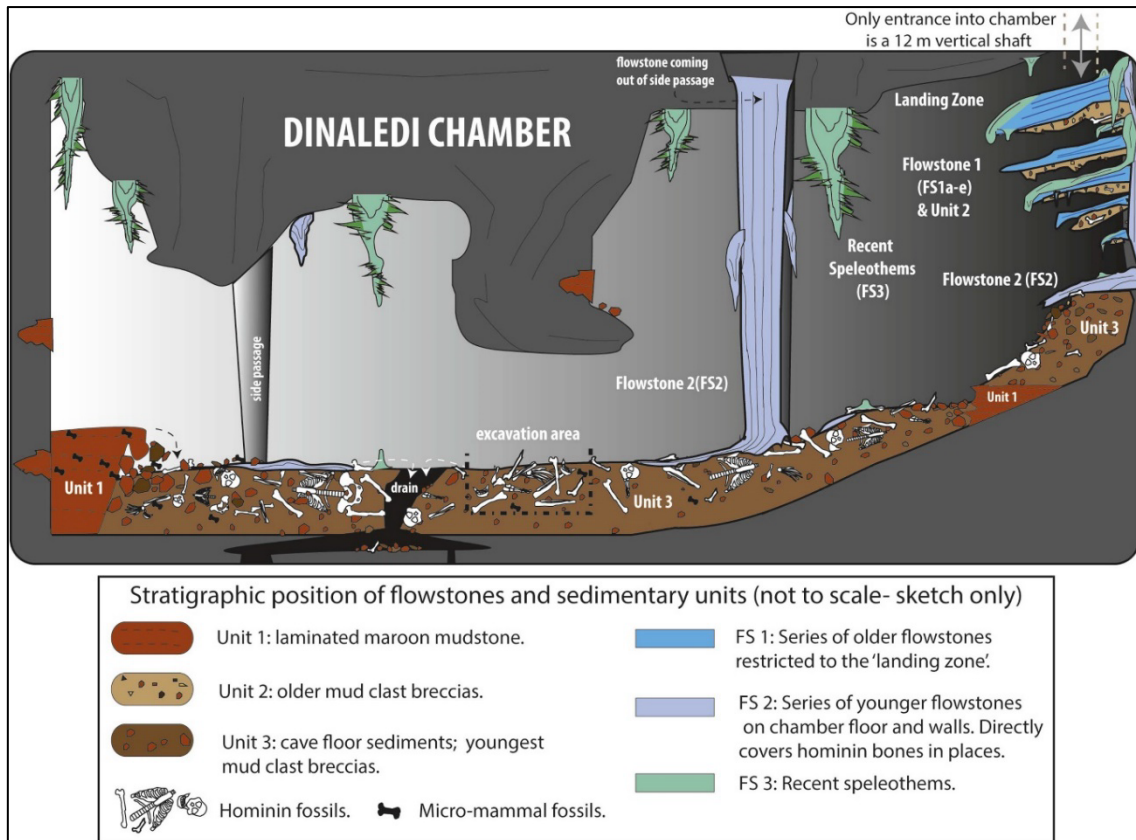 Only entrance into chamber
is a 12 m vertical shaft
flowstone coming
out of side passage
Landing Zone
DINALEDI CHAMBER
Flowstone 1
(FS1a-e)
& Unit 2
Recent
Speleothems
(FS3)
Flowstone 2 (FS2)
Unit 3
side passage
Flowstone 2(FS2)
Unit 1
excavation area
Unit 1
drain
Unit 3
Stratigraphic position of flowstones and sedimentary units (not to scale- sketch only)
Unit 1: laminated maroon mudstone.
Unit 2: older mud clast breccias.
Unit 3: cave floor sediments; youngest
mud clast breccias.
Hominin fossils.
Micro-mammal fossils.
FS 1: Series of older flowstones
restricted to the ‘landing zone’.
FS 2: Series of younger flowstones
on chamber floor and walls. Directly
covers hominin bones in places.
FS 3: Recent speleothems.